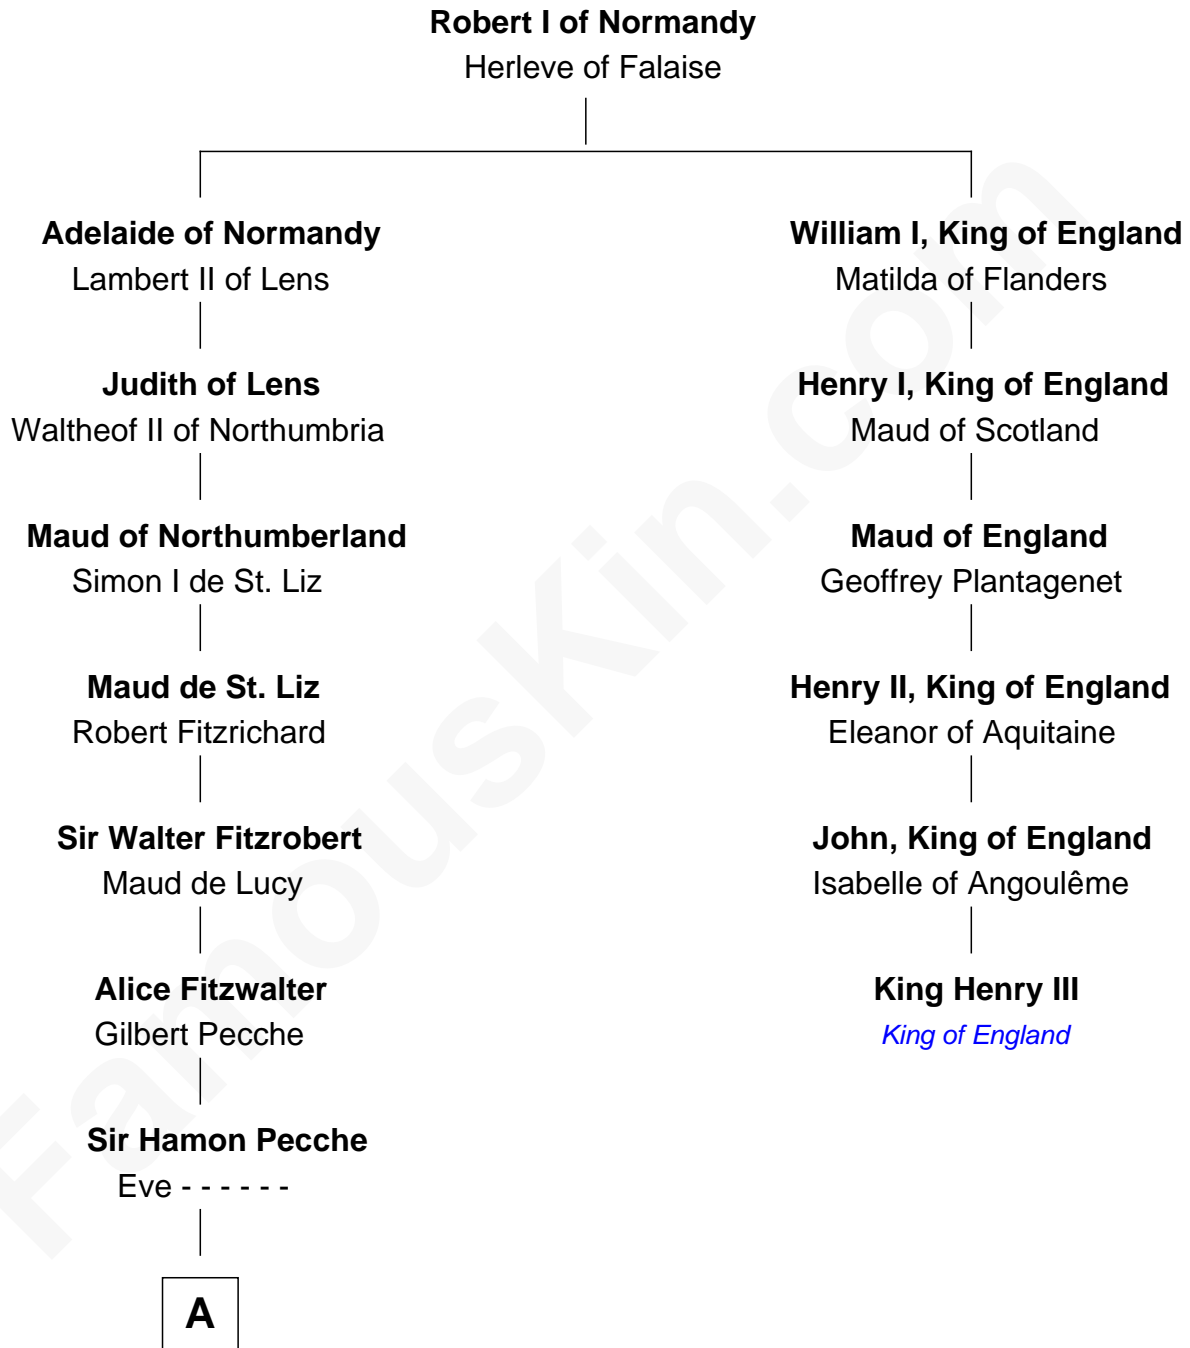 Robert I of Normandy
Herleve of Falaise
Adelaide of Normandy
Lambert II of Lens
William I, King of England
Matilda of Flanders
Judith of Lens
Waltheof II of Northumbria
Henry I, King of England
Maud of Scotland
Maud of Northumberland
Simon I de St. Liz
Maud of England
Geoffrey Plantagenet
Maud de St. Liz
Robert Fitzrichard
Henry II, King of England
Eleanor of Aquitaine
Sir Walter Fitzrobert
Maud de Lucy
John, King of England
Isabelle of Angoulême
Alice Fitzwalter
Gilbert Pecche
King Henry III
King of England
Sir Hamon Pecche
Eve - - - - - -
A
FamousKin.com